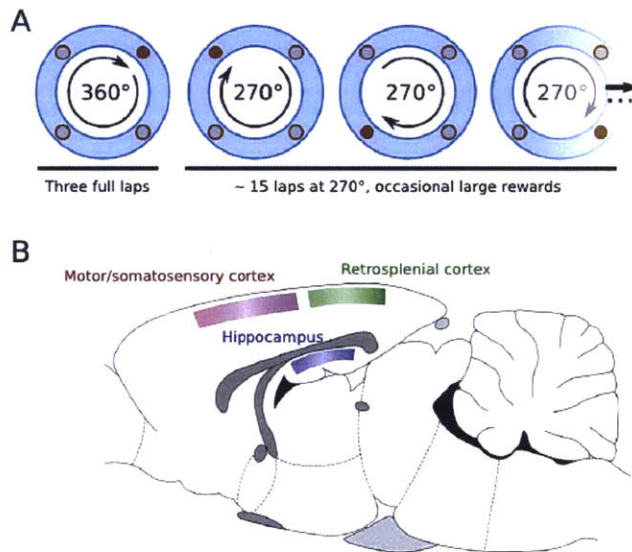 A
360°
270°
270°
270°
Three full laps
~ 15 laps at 270°, occasional large rewards
B
Motor/somatosensory cortex
Retrosplenial cortex
Hippocampus